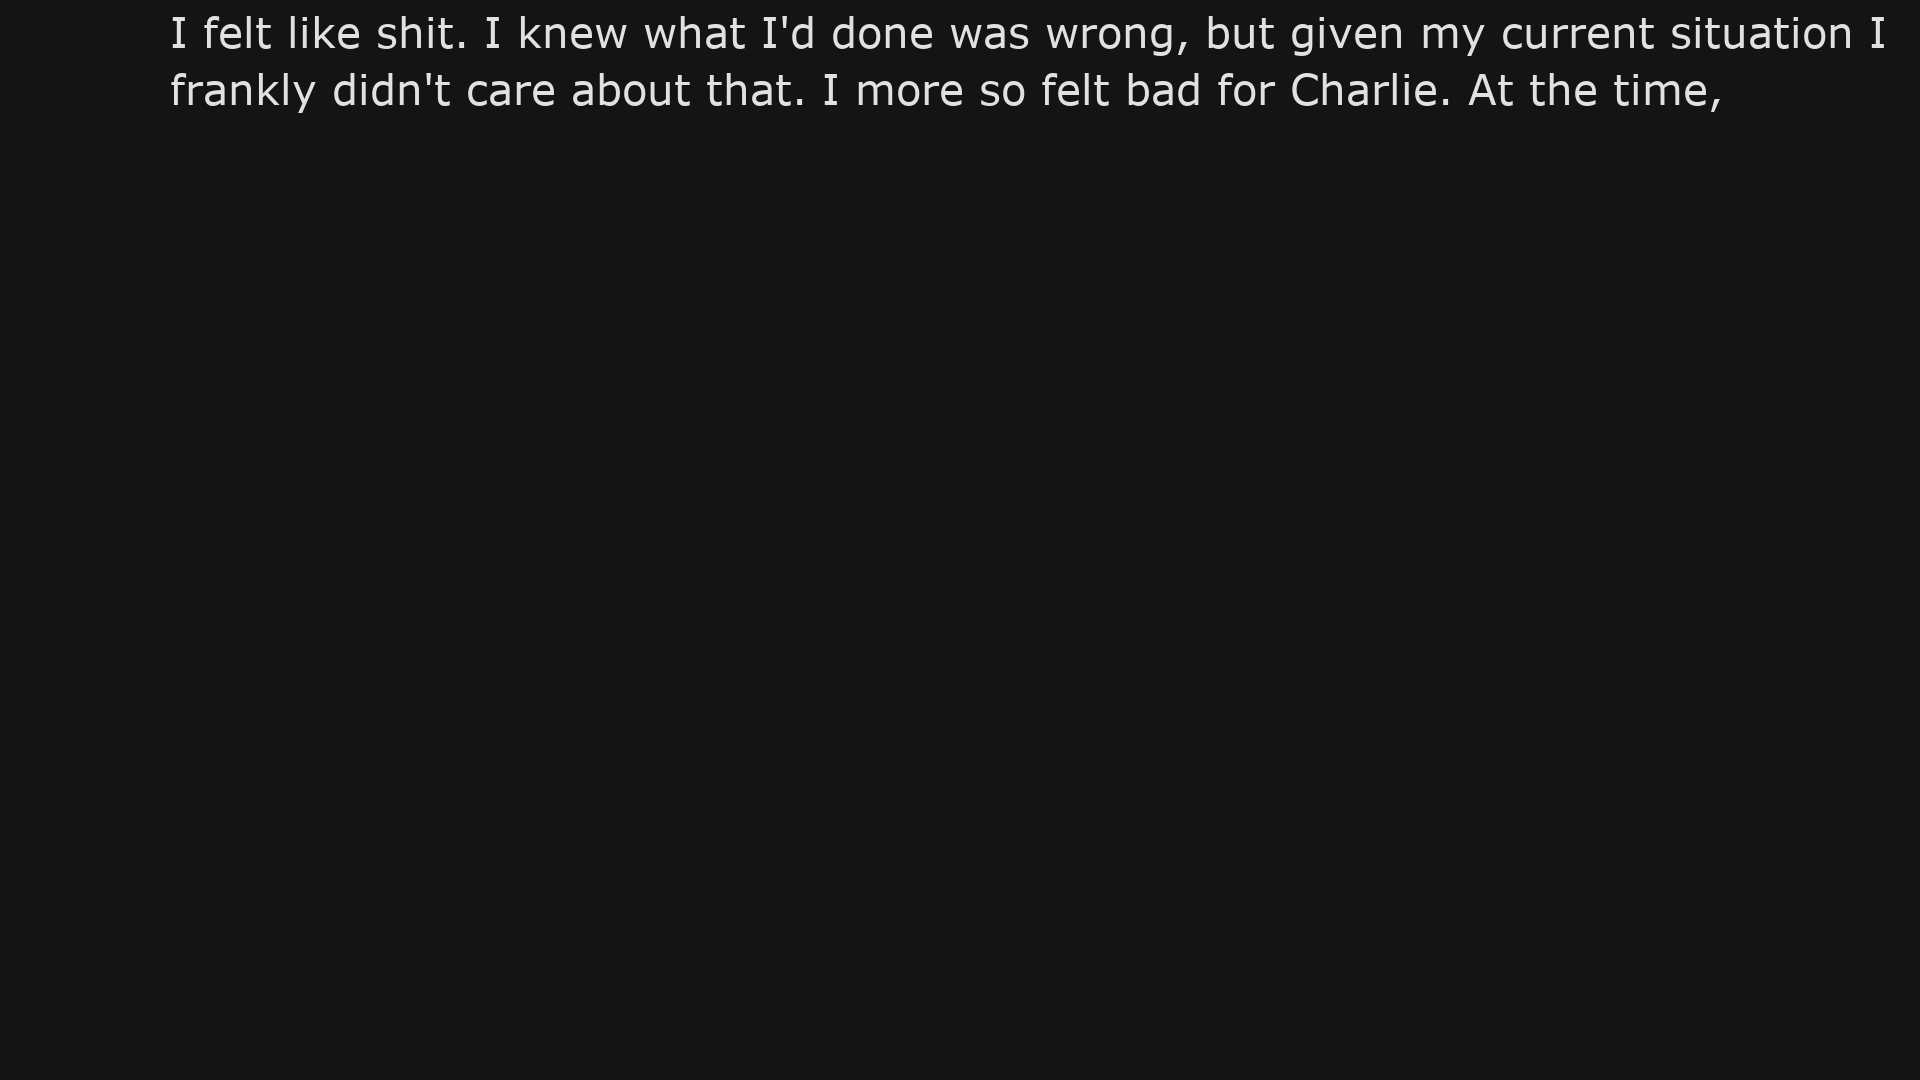 I felt like shit. I knew what I'd done was wrong, but given my current situation I
frankly didn't care about that. I more so felt bad for Charlie. At the time,